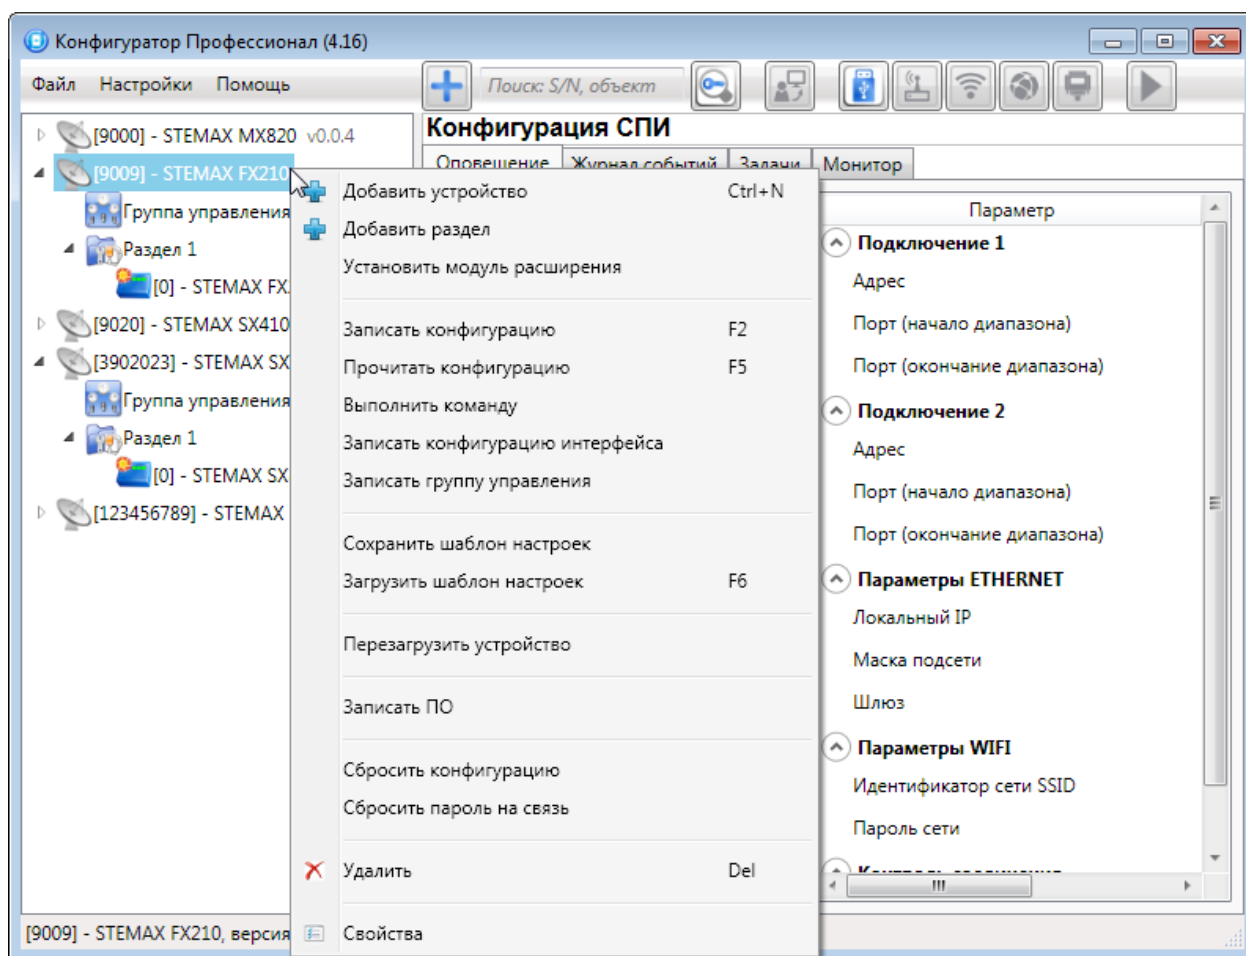 Конфигуратор Профессионал (4.16)
Файл Настройки Помощь
Поиск: S/N, объект
[9000] - STEMAX MX820 v0.0.4
[9009] - STEMAX FX210
Группа управления
Раздел 1
[0] - STEMAX FX
[9020] - STEMAX SX410
[3902023] - STEMAX SX
Группа управления
Раздел 1
[0] - STEMAX SX
[123456789] - STEMAX
Конфигурация СПИ
Оповещение Журнал событий Задачи Монитор
Добавить устройство Ctrl+N
Добавить раздел
Установить модуль расширения
Записать конфигурацию F2
Прочитать конфигурацию F5
Выполнить команду
Записать конфигурацию интерфейса
Записать группу управления
Сохранить шаблон настроек
Загрузить шаблон настроек F6
Перезагрузить устройство
Записать ПО
Сбросить конфигурацию
Сбросить пароль на связь
Удалить Del
Свойства
Параметр
Подключение 1
Адрес
Порт (начало диапазона)
Порт (окончание диапазона)
Подключение 2
Адрес
Порт (начало диапазона)
Порт (окончание диапазона)
Параметры ETHERNET
Локальный IP
Маска подсети
Шлюз
Параметры WIFI
Идентификатор сети SSID
Пароль сети
[9009] - STEMAX FX210, версия